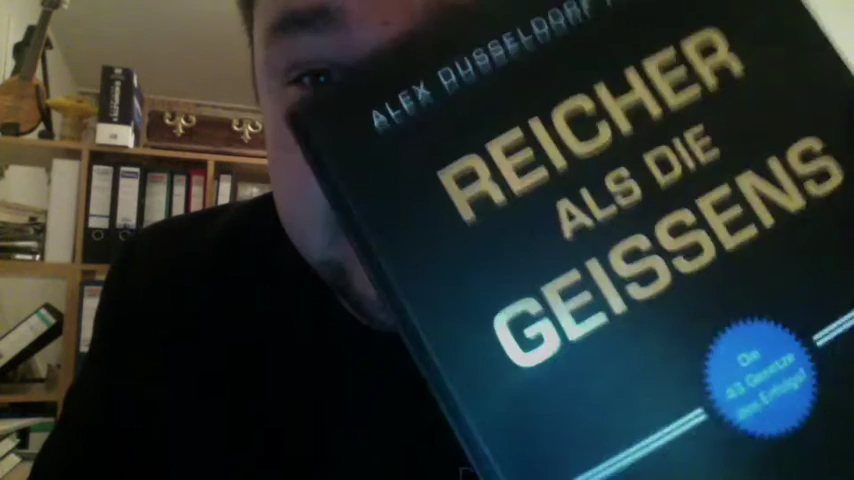 ALEX DUSSELDORF
REICHER
ALS DIE
GEISSENS
Die
43 Gesetze
des Erfolgs!